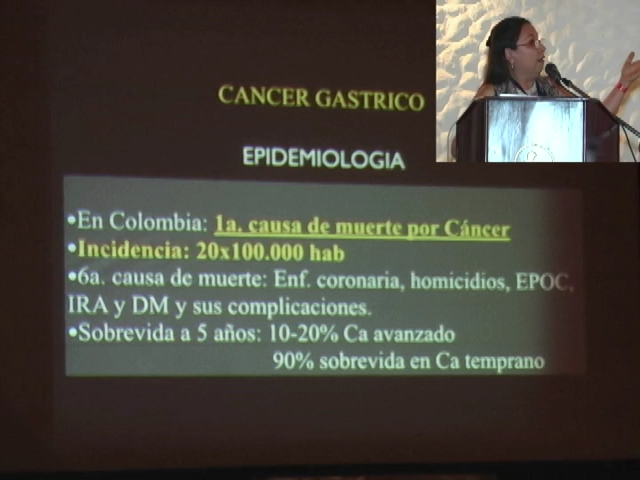 CANCER GASTRICO
EPIDEMIOLOGIA
•En Colombia: 1a. causa de muerte por Cáncer
•Incidencia: 20x100.000 hab
•6a. causa de muerte: Enf. coronaria, homicidios, EPOC,
IRA y DM y sus complicaciones.
•Sobrevida a 5 años: 10-20% Ca avanzado
90% sobrevida en Ca temprano